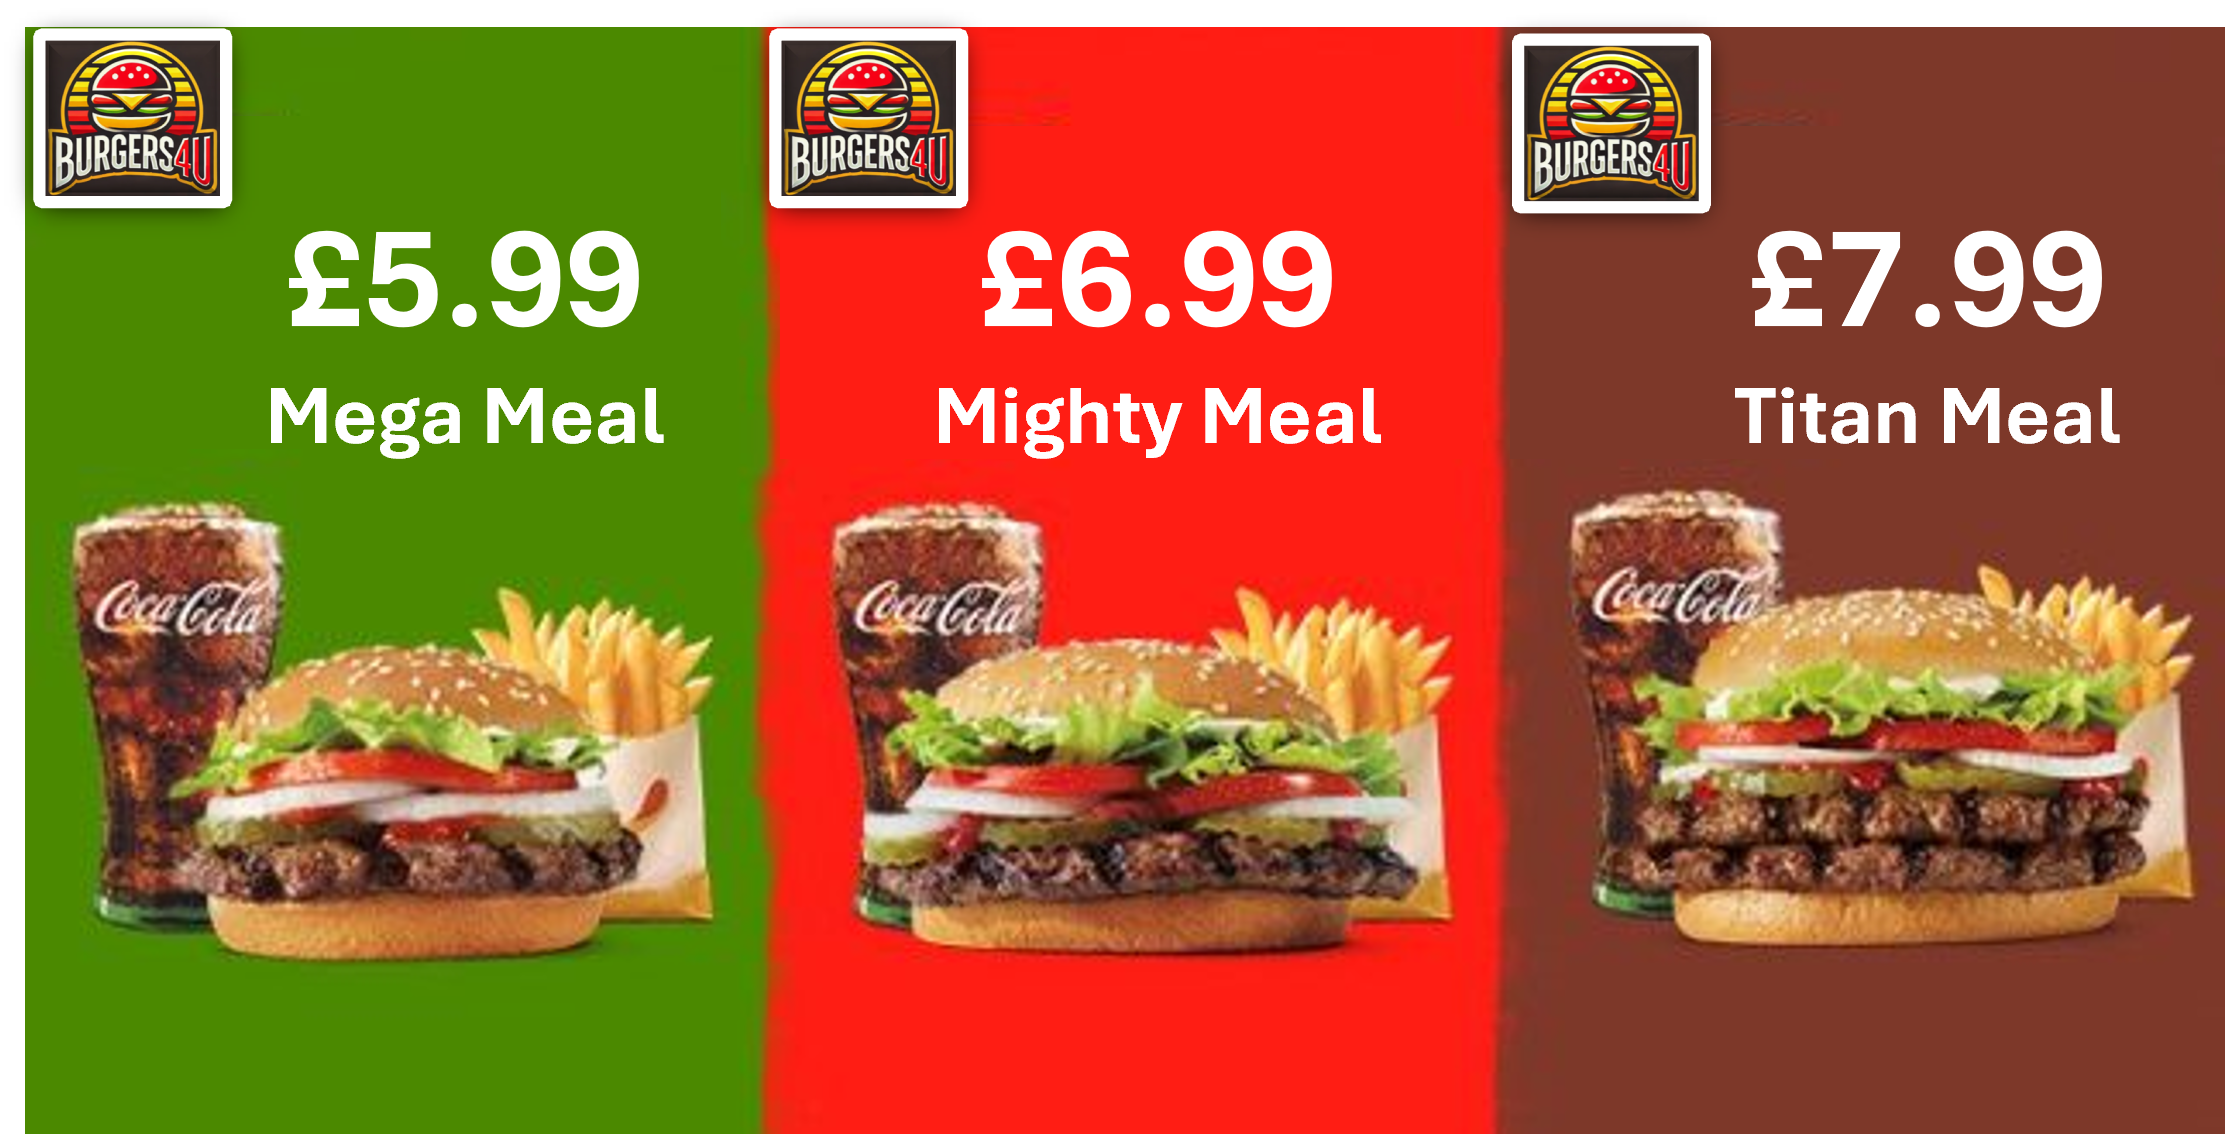 BURGERS4U
£5.99
Mega Meal
Coca-Cola
BURGERS4U
£6.99
Mighty Meal
Coca-Cola
BURGERS4U
£7.99
Titan Meal
Coca-Cola